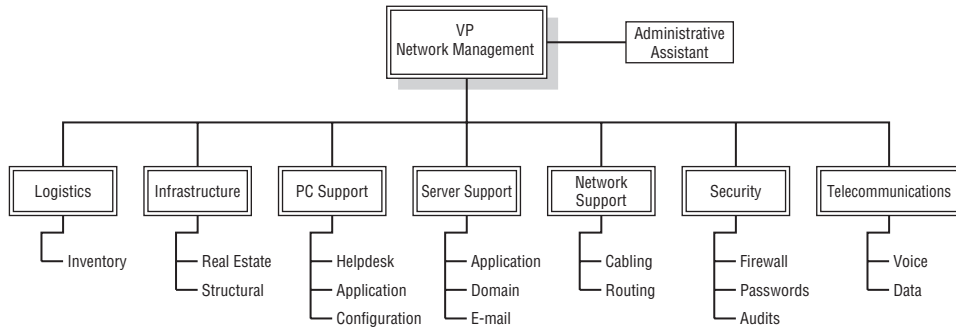 VP
Network Management
Administrative
Assistant
Logistics
Infrastructure
PC Support
Server Support
Network
Support
Security
Telecommunications
Inventory
Real Estate
Structural
Helpdesk
Application
Configuration
Application
Domain
E-mail
Cabling
Routing
Firewall
Passwords
Audits
Voice
Data